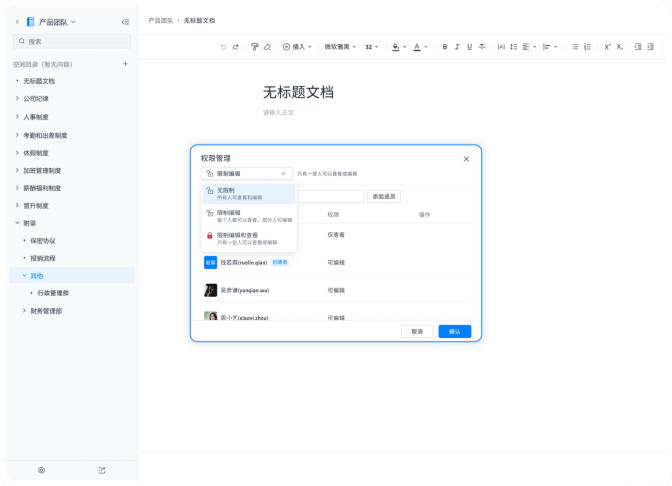 产品团队
搜索
空间目录（暂无内容）
无标题文档
公司纪律
人事制度
考勤和出差制度
休假制度
加班管理制度
薪酬福利制度
晋升制度
附录
保密协议
报销流程
其他
行政管理部
财务管理部
产品团队 › 无标题文档
插入 微软雅黑 32 A B I U
无标题文档
请输入正文
权限管理
限制编辑 只有一些人可以查看或编辑
无限制
所有人可查看和编辑
添加成员
限制编辑
每个人都可以查看，部分人可编辑
权限 操作
限制编辑和查看
只有一些人可以查看或编辑
仅查看
钱若霖(ruolin.qian) 创建者 可编辑
吴彦谦(yanqian.wu) 可编辑
周小艺(xiaoyi.zhou) 可编辑
取消 确认